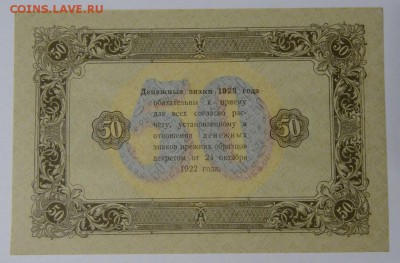 COINS.LAVE.RU
50
50
Денежные знаки 1923 года
обязательны к приему
для всех согласно рас-
чету, установленному в
отношении денежных
знаков прежних образцов
декретом от 24 октября
1922 года.
50
50
50
50